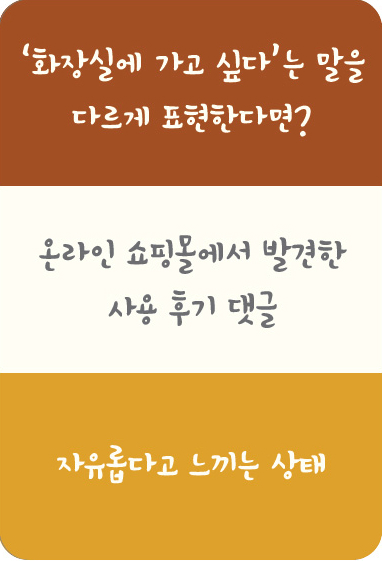 ‘화장실에 가고 싶다’는 말을
다르게 표현한다면?
온라인 쇼핑몰에서 발견한
사용 후기 댓글
자유롭다고 느끼는 상태